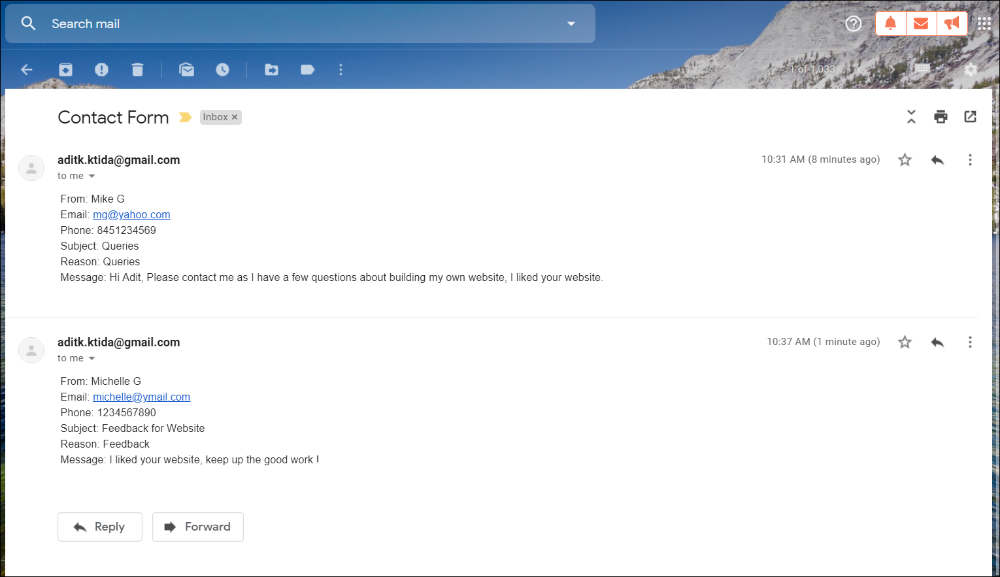 Search mail
1 of 1,033
Contact Form
Inbox ×
aditk.ktida@gmail.com
10:31 AM (8 minutes ago)
to me
From: Mike G
Email: mg@yahoo.com
Phone: 8451234569
Subject: Queries
Reason: Queries
Message: Hi Adit, Please contact me as I have a few questions about building my own website, I liked your website.
aditk.ktida@gmail.com
10:37 AM (1 minute ago)
to me
From: Michelle G
Email: michelle@ymail.com
Phone: 1234567890
Subject: Feedback for Website
Reason: Feedback
Message: I liked your website, keep up the good work !
Reply
Forward